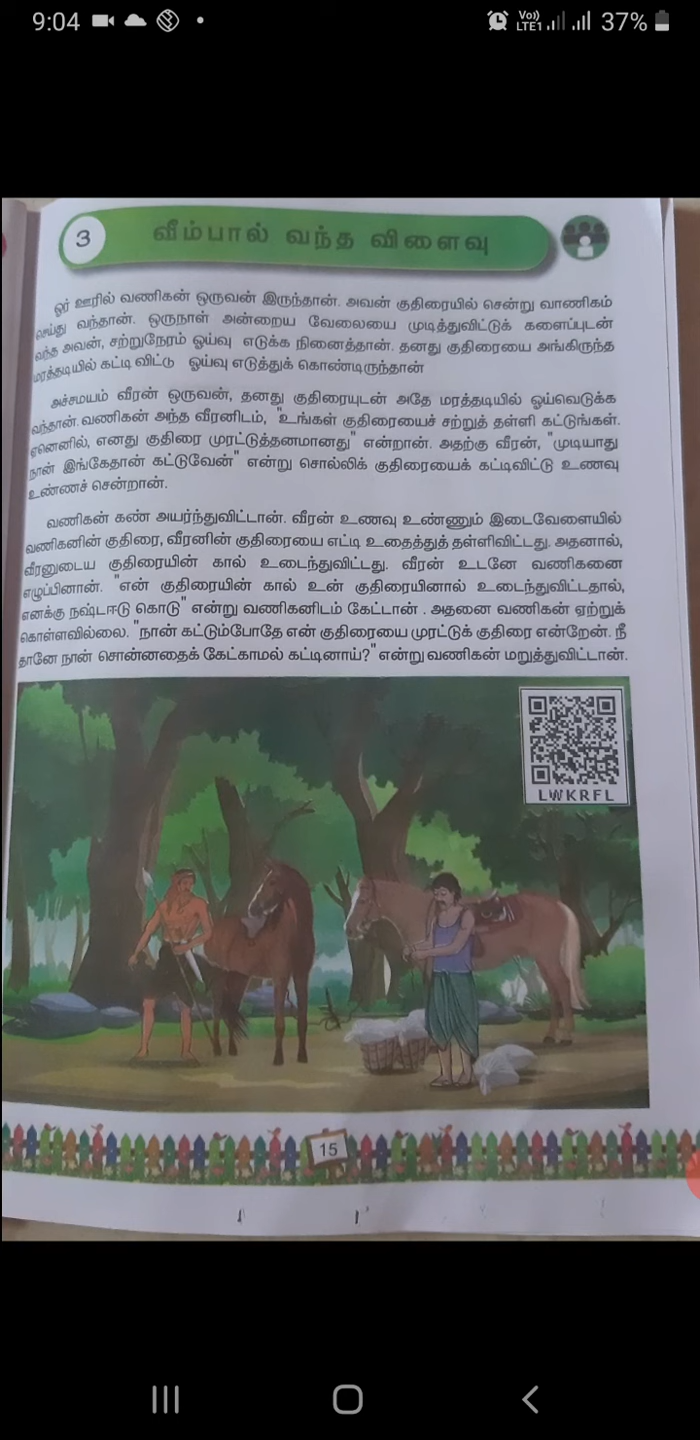 9:04
Vo) LTE1 37%
3 வீம்பால் வந்த விளைவு
ஓர் ஊரில் வணிகன் ஒருவன் இருந்தான். அவன் குதிரையில் சென்று வாணிகம்
செய்து வந்தான். ஒருநாள் அன்றைய வேலையை முடித்துவிட்டுக் களைப்புடன்
வந்த அவன், சற்றுநேரம் ஓய்வு எடுக்க நினைத்தான். தனது குதிரையை அங்கிருந்த
மரத்தடியில் கட்டி விட்டு ஓய்வு எடுத்துக் கொண்டிருந்தான்
அச்சமயம் வீரன் ஒருவன், தனது குதிரையுடன் அதே மரத்தடியில் ஓய்வெடுக்க
வந்தான். வணிகன் அந்த வீரனிடம், "உங்கள் குதிரையைச் சற்றுத் தள்ளி கட்டுங்கள்.
ஏனெனில், எனது குதிரை முரட்டுத்தனமானது" என்றான். அதற்கு வீரன், "முடியாது
நான் இங்கேதான் கட்டுவேன்" என்று சொல்லிக் குதிரையைக் கட்டிவிட்டு உணவு
உண்ணச் சென்றான்.
வணிகன் கண் அயர்ந்துவிட்டான். வீரன் உணவு உண்ணும் இடைவேளையில்
வணிகனின் குதிரை, வீரனின் குதிரையை எட்டி உதைத்துத் தள்ளிவிட்டது. அதனால்,
வீரனுடைய குதிரையின் கால் உடைந்துவிட்டது. வீரன் உடனே வணிகனை
எழுப்பினான். "என் குதிரையின் கால் உன் குதிரையினால் உடைந்துவிட்டதால்,
எனக்கு நஷ்டஈடு கொடு" என்று வணிகனிடம் கேட்டான் . அதனை வணிகன் ஏற்றுக்
கொள்ளவில்லை. "நான் கட்டும்போதே என் குதிரையை முரட்டுக் குதிரை என்றேன். நீ
தானே நான் சொன்னதைக் கேட்காமல் கட்டினாய்?" என்று வணிகன் மறுத்துவிட்டான்.
LWKRFL
15